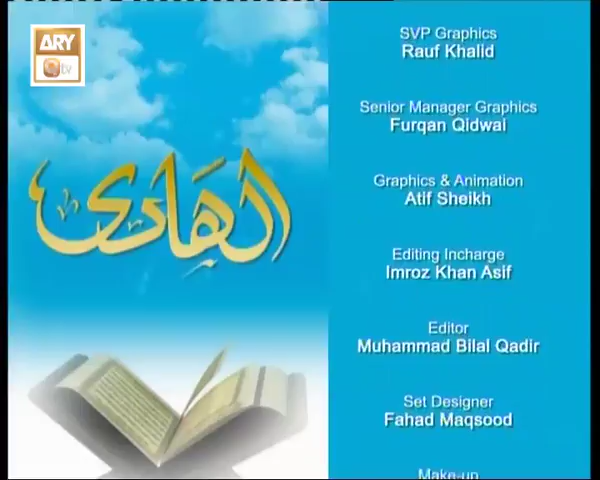 ARY
Qtv
الهادی
SVP Graphics
Rauf Khalid
Senior Manager Graphics
Furqan Qidwai
Graphics & Animation
Atif Sheikh
Editing Incharge
Imroz Khan Asif
Editor
Muhammad Bilal Qadir
Set Designer
Fahad Maqsood
Make-up